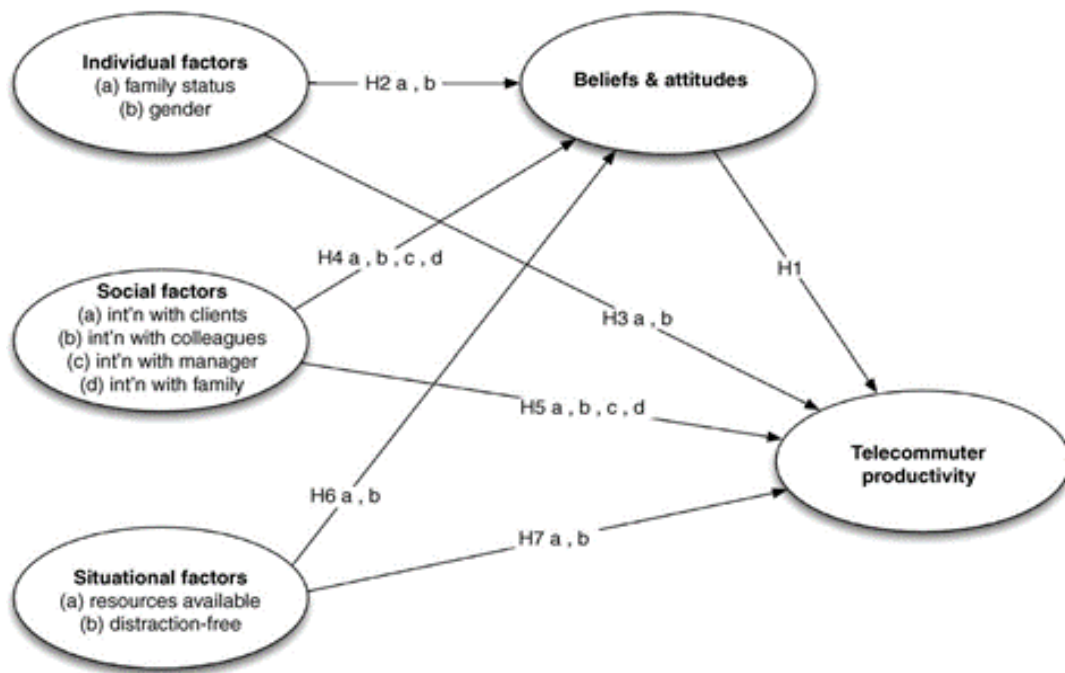 Individual factors
(a) family status
(b) gender
H2 a , b
Beliefs & attitudes
H4 a , b , c , d
H1
Social factors
(a) int'n with clients
(b) int'n with colleagues
(c) int'n with manager
(d) int'n with family
H3 a , b
H5 a , b , c , d
Telecommuter
productivity
H6 a , b
H7 a , b
Situational factors
(a) resources available
(b) distraction-free